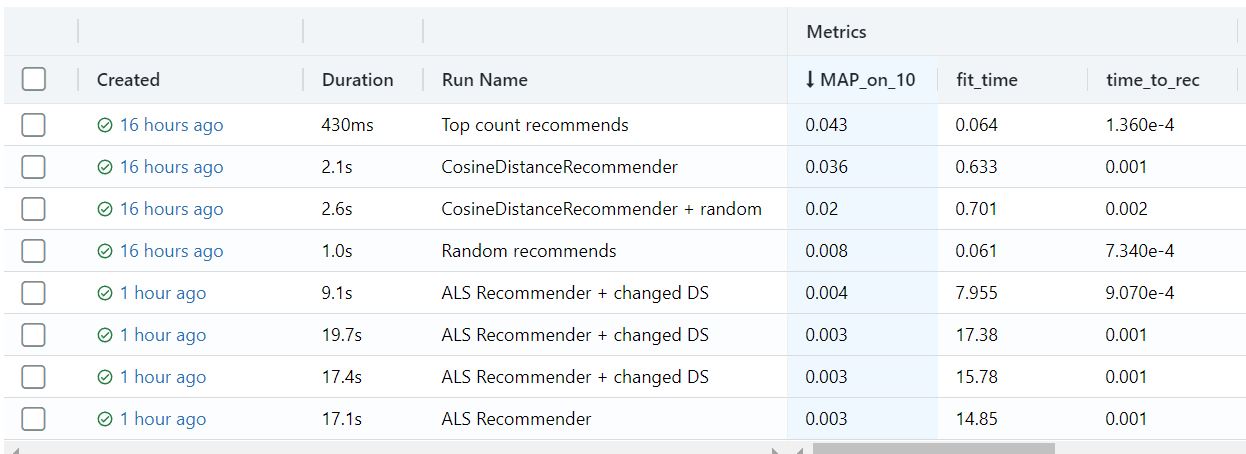 Metrics
Created Duration Run Name ↓ MAP_on_10 fit_time time_to_rec
16 hours ago 430ms Top count recommends 0.043 0.064 1.360e-4
16 hours ago 2.1s CosineDistanceRecommender 0.036 0.633 0.001
16 hours ago 2.6s CosineDistanceRecommender + random 0.02 0.701 0.002
16 hours ago 1.0s Random recommends 0.008 0.061 7.340e-4
1 hour ago 9.1s ALS Recommender + changed DS 0.004 7.955 9.070e-4
1 hour ago 19.7s ALS Recommender + changed DS 0.003 17.38 0.001
1 hour ago 17.4s ALS Recommender + changed DS 0.003 15.78 0.001
1 hour ago 17.1s ALS Recommender 0.003 14.85 0.001